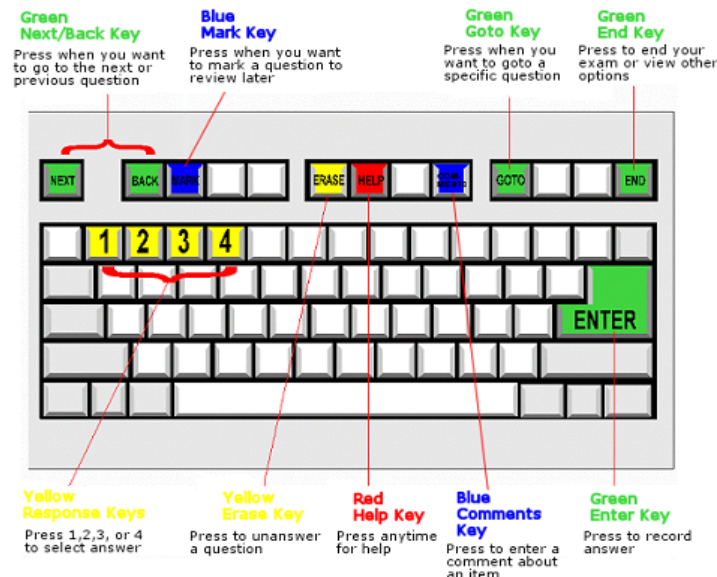 Green
Next/Back Key
Press when you want
to go to the next or
previous question
Blue
Mark Key
Press when you want
to mark a question to
review later
Green
Goto Key
Press when you
want to goto a
specific question
Green
End Key
Press to end your
exam or view other
options
NEXT
BACK
MARK
ERASE
HELP
COM-
MENTS
GOTO
END
1
2
3
4
ENTER
Yellow
Response Keys
Press 1,2,3, or 4
to select answer
Yellow
Erase Key
Press to unanswer
a question
Red
Help Key
Press anytime
for help
Blue
Comments
Key
Press to enter a
comment about
an item
Green
Enter Key
Press to record
answer